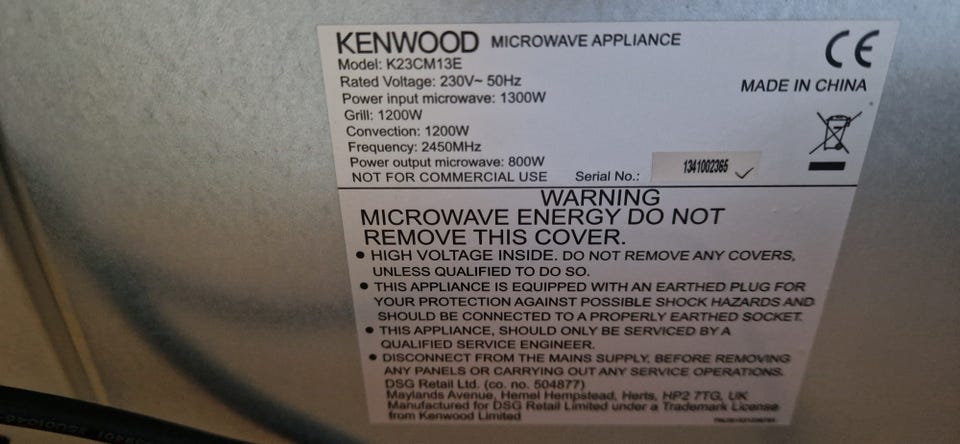 KENWOOD MICROWAVE APPLIANCE
Model: K23CM13E
Rated Voltage: 230V~ 50Hz
Power input microwave: 1300W
Grill: 1200W
Convection: 1200W
Frequency: 2450MHz
Power output microwave: 800W
NOT FOR COMMERCIAL USE
CE
MADE IN CHINA
Serial No.: 1341002365
WARNING
MICROWAVE ENERGY DO NOT
REMOVE THIS COVER.
● HIGH VOLTAGE INSIDE. DO NOT REMOVE ANY COVERS,
UNLESS QUALIFIED TO DO SO.
● THIS APPLIANCE IS EQUIPPED WITH AN EARTHED PLUG FOR
YOUR PROTECTION AGAINST POSSIBLE SHOCK HAZARDS AND
SHOULD BE CONNECTED TO A PROPERLY EARTHED SOCKET.
● THIS APPLIANCE, SHOULD ONLY BE SERVICED BY A
QUALIFIED SERVICE ENGINEER.
● DISCONNECT FROM THE MAINS SUPPLY, BEFORE REMOVING
ANY PANELS OR CARRYING OUT ANY SERVICE OPERATIONS.
DSG Retail Ltd. (co. no. 504877)
Maylands Avenue, Hemel Hempstead, Herts, HP2 7TG, UK
Manufactured for DSG Retail Limited under a Trademark License
from Kenwood Limited